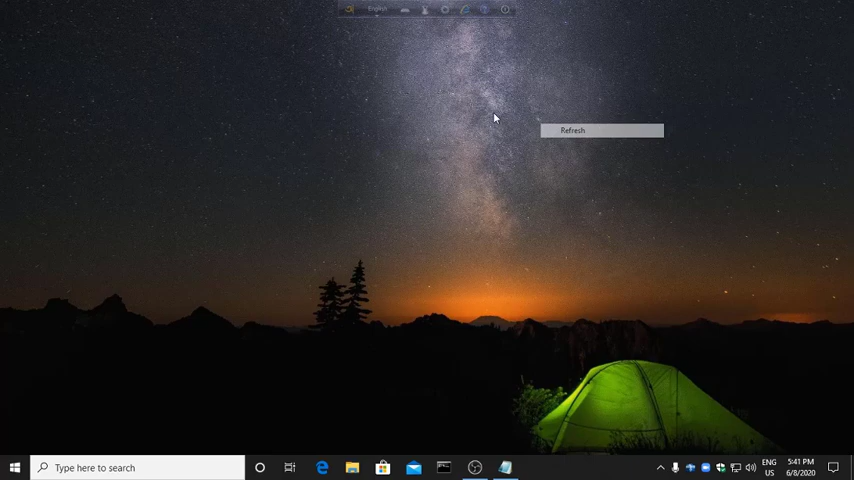 English
Refresh
Type here to search
ENG
US
5:41 PM
6/8/2020